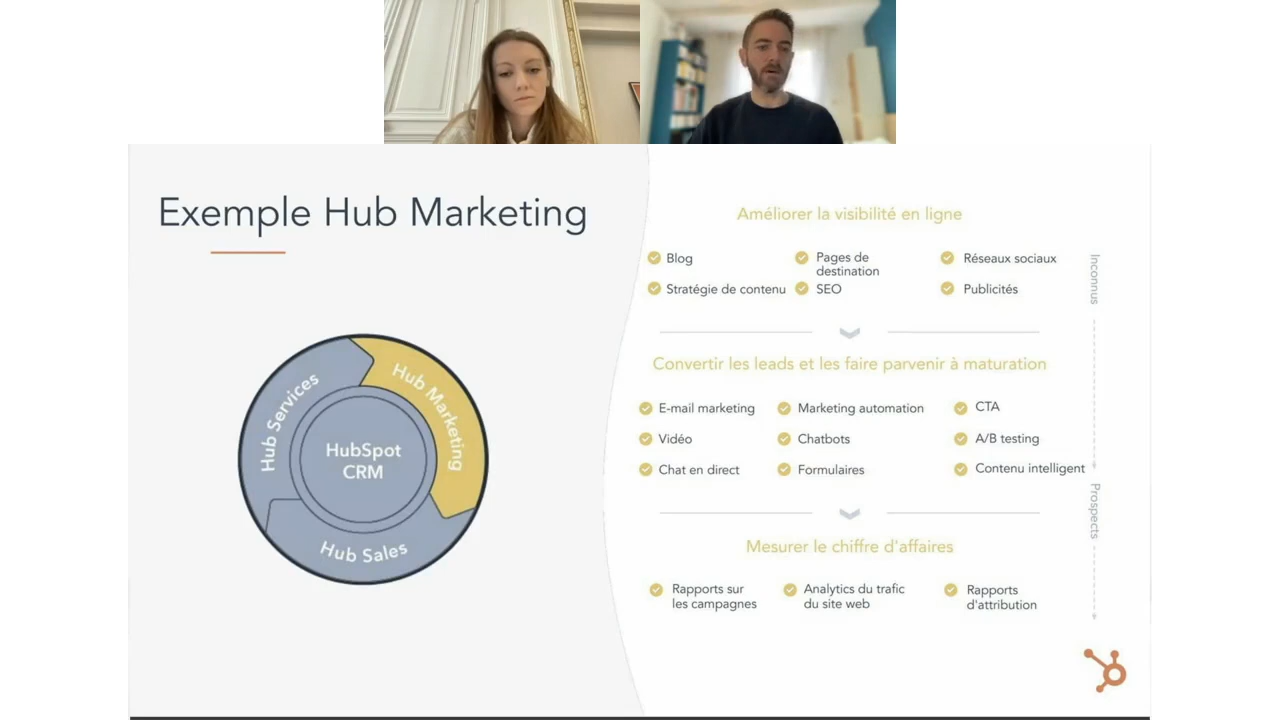 Exemple Hub Marketing
Hub Services
Hub Marketing
HubSpot
CRM
Hub Sales
Améliorer la visibilité en ligne
Blog
Pages de
destination
Réseaux sociaux
Stratégie de contenu
SEO
Publicités
Inconnus
Convertir les leads et les faire parvenir à maturation
E-mail marketing
Marketing automation
CTA
Vidéo
Chatbots
A/B testing
Chat en direct
Formulaires
Contenu intelligent
Prospects
Mesurer le chiffre d'affaires
Rapports sur
les campagnes
Analytics du trafic
du site web
Rapports
d'attribution